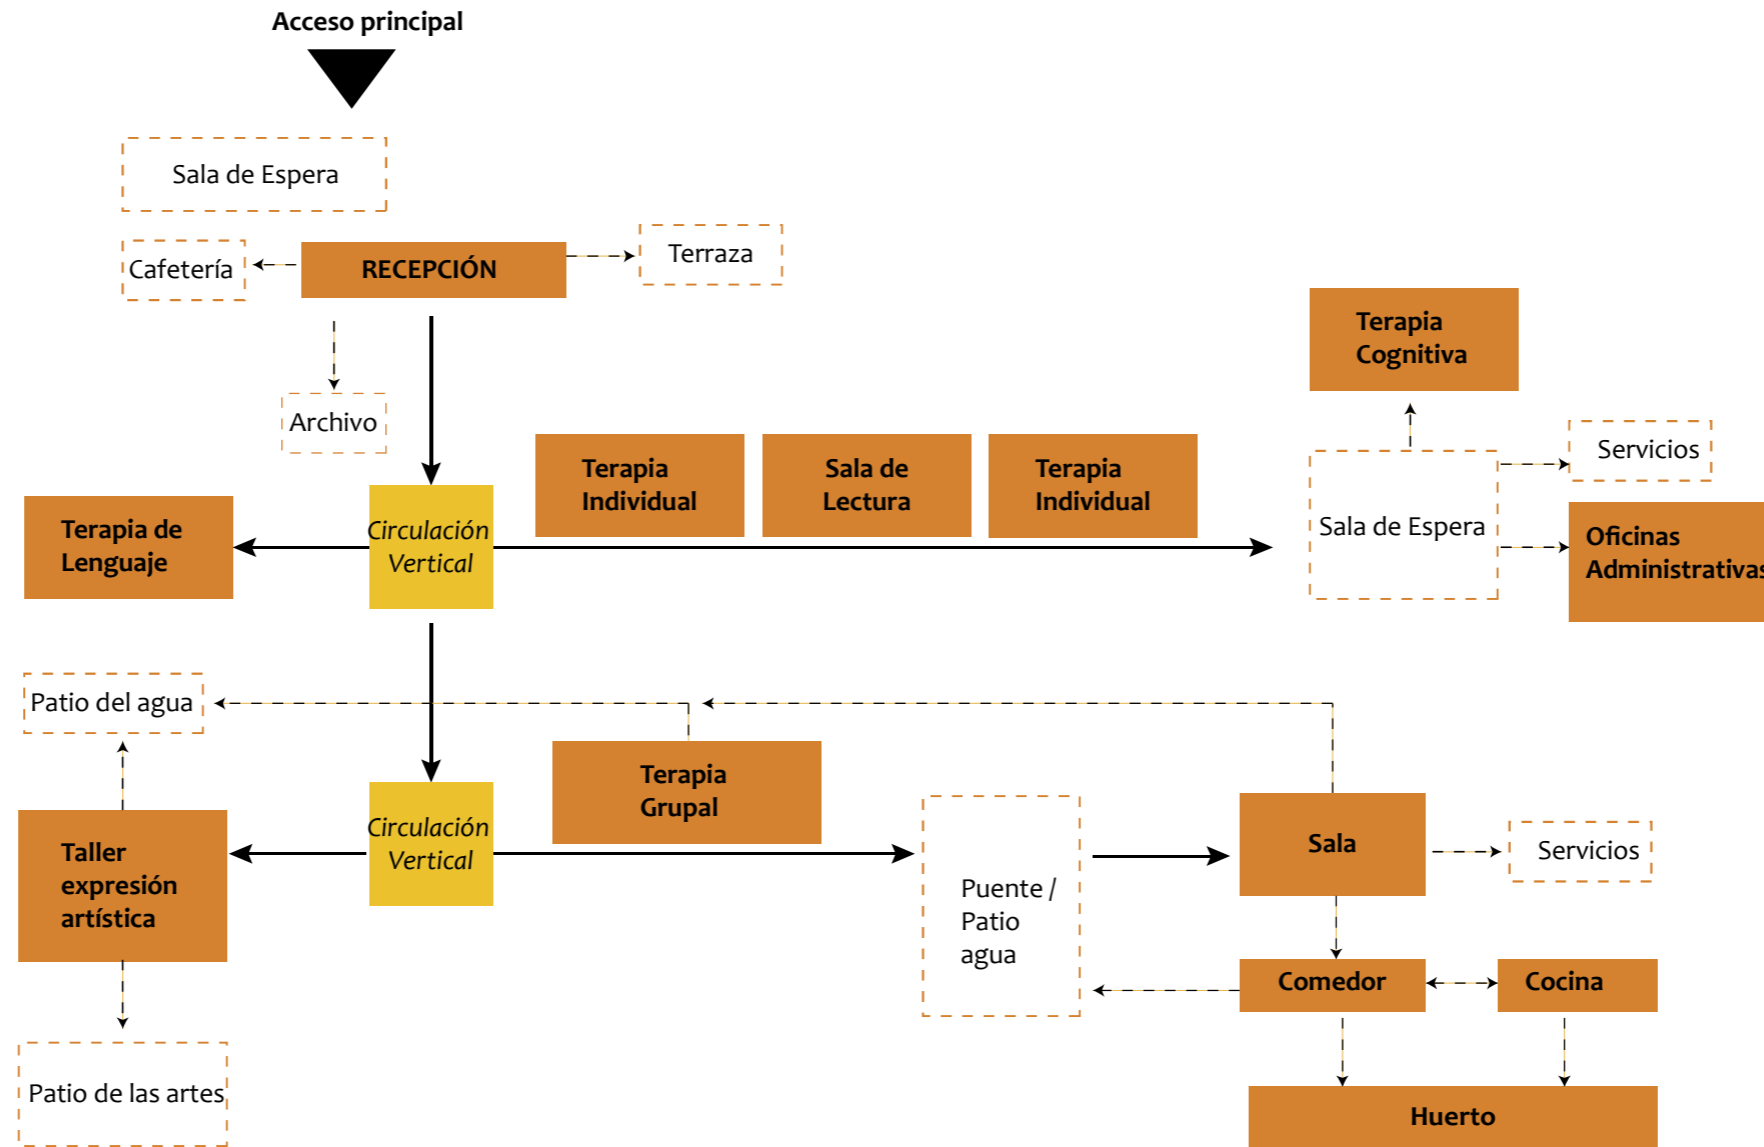 Acceso principal
Sala de Espera
Cafetería
RECEPCIÓN
Terraza
Archivo
Terapia
Cognitiva
Terapia de
Lenguaje
Circulación
Vertical
Terapia
Individual
Sala de
Lectura
Terapia
Individual
Sala de Espera
Servicios
Oficinas
Administrativas
Patio del agua
Terapia
Grupal
Taller
expresión
artística
Circulación
Vertical
Puente /
Patio
agua
Sala
Servicios
Comedor
Cocina
Patio de las artes
Huerto